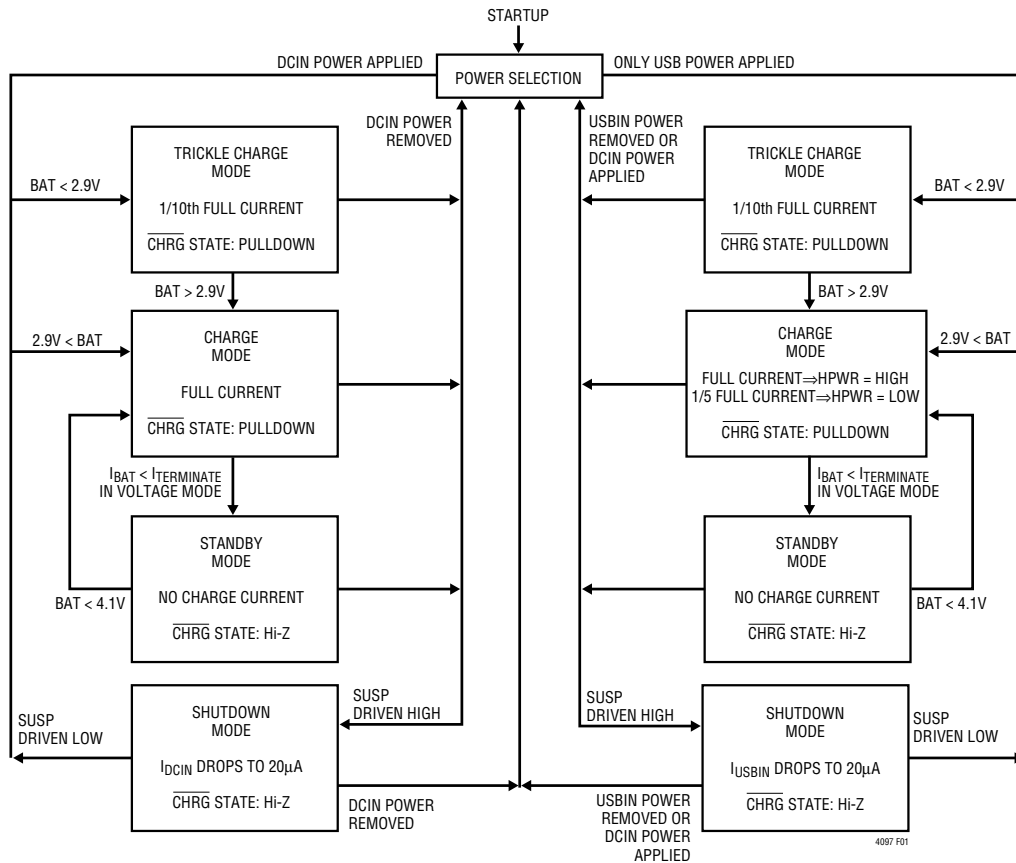 STARTUP
DCIN POWER APPLIED
POWER SELECTION
ONLY USB POWER APPLIED
DCIN POWER
REMOVED
USBIN POWER
REMOVED OR
DCIN POWER
APPLIED
TRICKLE CHARGE
MODE
1/10th FULL CURRENT
CHRG STATE: PULLDOWN
BAT < 2.9V
BAT > 2.9V
CHARGE
MODE
FULL CURRENT
CHRG STATE: PULLDOWN
2.9V < BAT
IBAT < ITERMINATE
IN VOLTAGE MODE
STANDBY
MODE
NO CHARGE CURRENT
CHRG STATE: Hi-Z
BAT < 4.1V
SHUTDOWN
MODE
IDCIN DROPS TO 20µA
CHRG STATE: Hi-Z
SUSP
DRIVEN LOW
SUSP
DRIVEN HIGH
DCIN POWER
REMOVED
TRICKLE CHARGE
MODE
1/10th FULL CURRENT
CHRG STATE: PULLDOWN
BAT < 2.9V
BAT > 2.9V
CHARGE
MODE
FULL CURRENT⇒HPWR = HIGH
1/5 FULL CURRENT⇒HPWR = LOW
CHRG STATE: PULLDOWN
2.9V < BAT
IBAT < ITERMINATE
IN VOLTAGE MODE
STANDBY
MODE
NO CHARGE CURRENT
CHRG STATE: Hi-Z
BAT < 4.1V
SUSP
DRIVEN HIGH
SHUTDOWN
MODE
IUSBIN DROPS TO 20µA
CHRG STATE: Hi-Z
SUSP
DRIVEN LOW
USBIN POWER
REMOVED OR
DCIN POWER
APPLIED
4097 F01